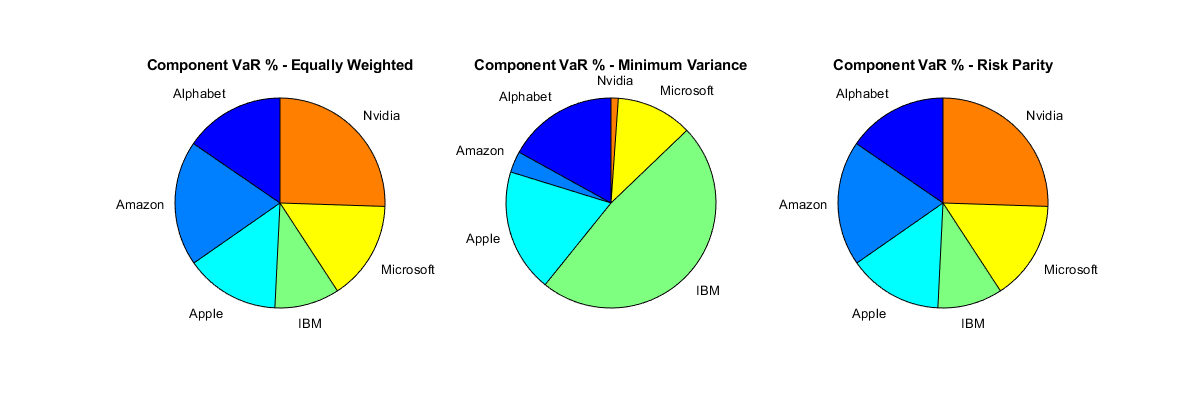 Component VaR % - Equally Weighted
Alphabet
Nvidia
Amazon
Microsoft
Apple
IBM
Component VaR % - Minimum Variance
Nvidia
Microsoft
Alphabet
Amazon
Apple
IBM
Component VaR % - Risk Parity
Alphabet
Nvidia
Amazon
Microsoft
Apple
IBM